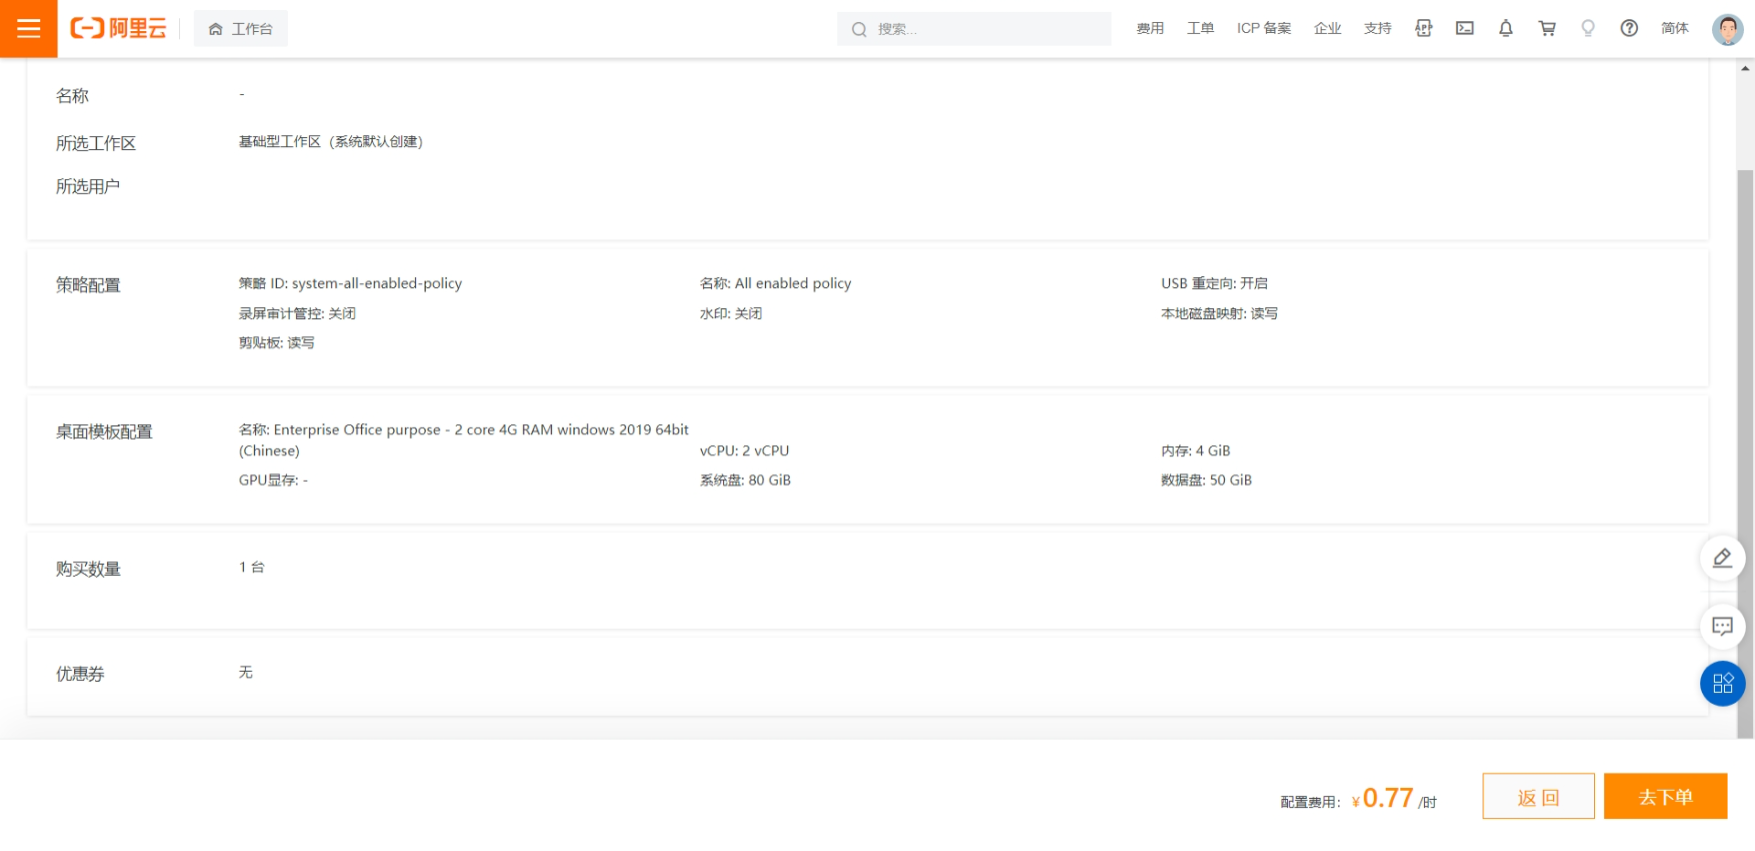 阿里云
工作台
搜索...
费用
工单
ICP 备案
企业
支持
简体
名称
-
所选工作区
基础型工作区（系统默认创建）
所选用户
策略配置
策略 ID: system-all-enabled-policy
名称: All enabled policy
USB 重定向: 开启
录屏审计管控: 关闭
水印: 关闭
本地磁盘映射: 读写
剪贴板: 读写
桌面模板配置
名称: Enterprise Office purpose - 2 core 4G RAM windows 2019 64bit
(Chinese)
vCPU: 2 vCPU
内存: 4 GiB
GPU显存: -
系统盘: 80 GiB
数据盘: 50 GiB
购买数量
1 台
优惠券
无
配置费用: ¥ 0.77 /时
返 回
去下单